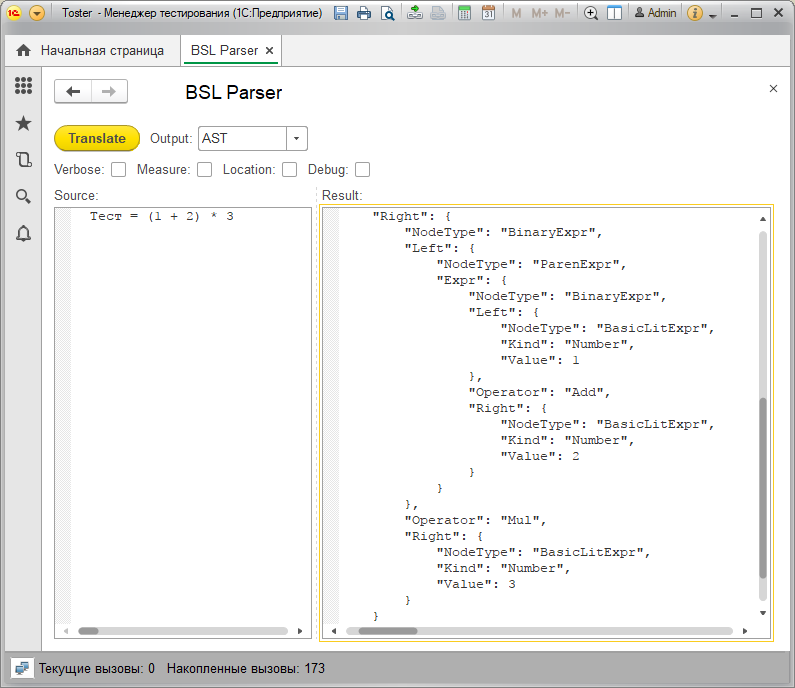 Toster - Менеджер тестирования (1С:Предприятие)
31
M M+ M-
Admin
Начальная страница
BSL Parser
BSL Parser
Translate
Output: AST
Verbose: Measure: Location: Debug:
Source:
Result:
Тест = (1 + 2) * 3
"Right": {
"NodeType": "BinaryExpr",
"Left": {
"NodeType": "ParenExpr",
"Expr": {
"NodeType": "BinaryExpr",
"Left": {
"NodeType": "BasicLitExpr",
"Kind": "Number",
"Value": 1
},
"Operator": "Add",
"Right": {
"NodeType": "BasicLitExpr",
"Kind": "Number",
"Value": 2
}
}
},
"Operator": "Mul",
"Right": {
"NodeType": "BasicLitExpr",
"Kind": "Number",
"Value": 3
}
}
Текущие вызовы: 0 Накопленные вызовы: 173